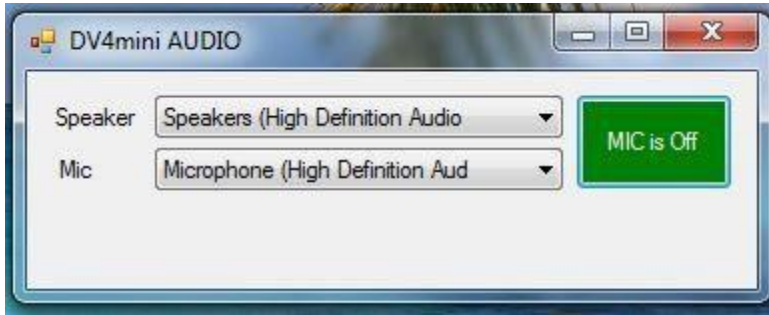 DV4mini AUDIO
Speaker Speakers (High Definition Audio
MIC is Off
Mic Microphone (High Definition Aud